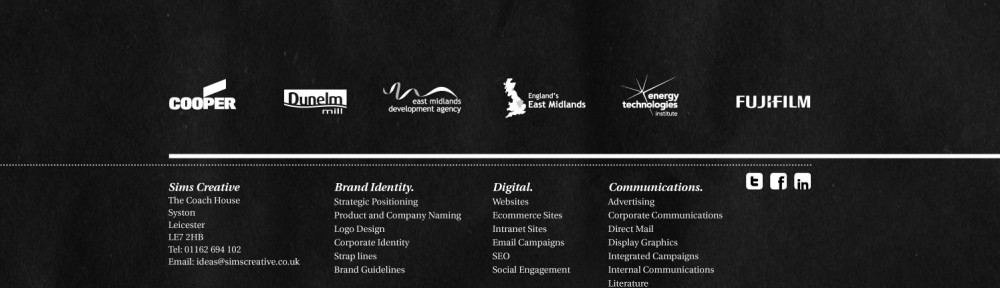 COOPER
Dunelm
mill
east midlands
development agency
England's
East Midlands
energy
technologies
institute
FUJIFILM
Sims Creative
The Coach House
Syston
Leicester
LE7 2HB
Tel: 01162 694 102
Email: ideas@simscreative.co.uk
Brand Identity.
Strategic Positioning
Product and Company Naming
Logo Design
Corporate Identity
Strap lines
Brand Guidelines
Digital.
Websites
Ecommerce Sites
Intranet Sites
Email Campaigns
SEO
Social Engagement
Communications.
Advertising
Corporate Communications
Direct Mail
Display Graphics
Integrated Campaigns
Internal Communications
Literature
t f in